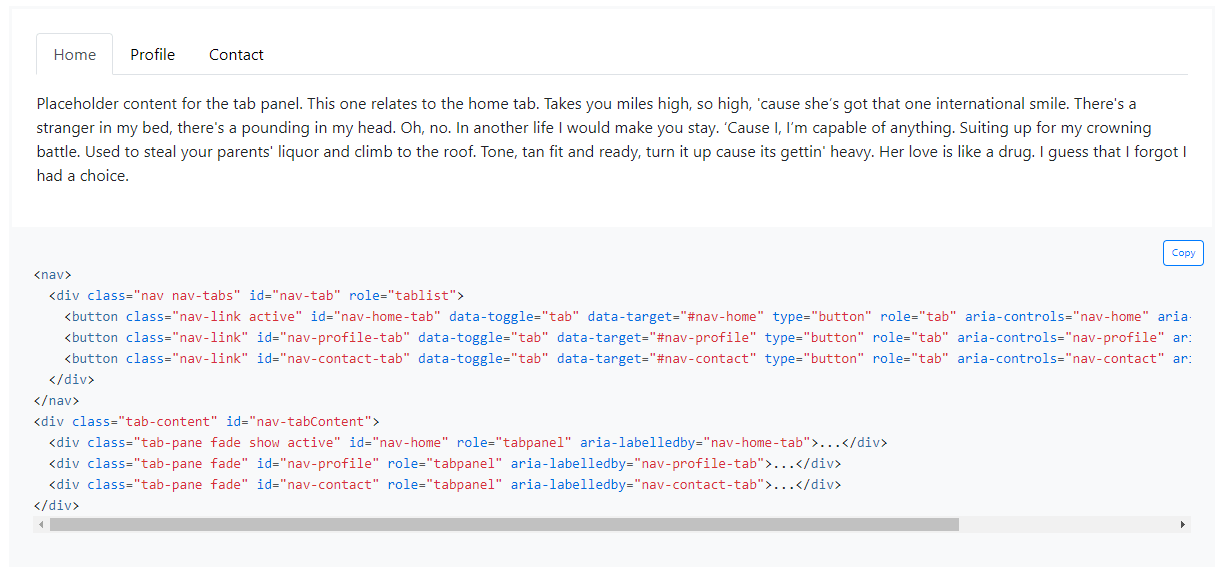 Home Profile Contact
Placeholder content for the tab panel. This one relates to the home tab. Takes you miles high, so high, 'cause she’s got that one international smile. There's a
stranger in my bed, there's a pounding in my head. Oh, no. In another life I would make you stay. ‘Cause I, I’m capable of anything. Suiting up for my crowning
battle. Used to steal your parents' liquor and climb to the roof. Tone, tan fit and ready, turn it up cause its gettin' heavy. Her love is like a drug. I guess that I forgot I
had a choice.
Copy
<nav>
  <div class="nav nav-tabs" id="nav-tab" role="tablist">
    <button class="nav-link active" id="nav-home-tab" data-toggle="tab" data-target="#nav-home" type="button" role="tab" aria-controls="nav-home" aria-
    <button class="nav-link" id="nav-profile-tab" data-toggle="tab" data-target="#nav-profile" type="button" role="tab" aria-controls="nav-profile" ari
    <button class="nav-link" id="nav-contact-tab" data-toggle="tab" data-target="#nav-contact" type="button" role="tab" aria-controls="nav-contact" ari
  </div>
</nav>
<div class="tab-content" id="nav-tabContent">
  <div class="tab-pane fade show active" id="nav-home" role="tabpanel" aria-labelledby="nav-home-tab">...</div>
  <div class="tab-pane fade" id="nav-profile" role="tabpanel" aria-labelledby="nav-profile-tab">...</div>
  <div class="tab-pane fade" id="nav-contact" role="tabpanel" aria-labelledby="nav-contact-tab">...</div>
</div>